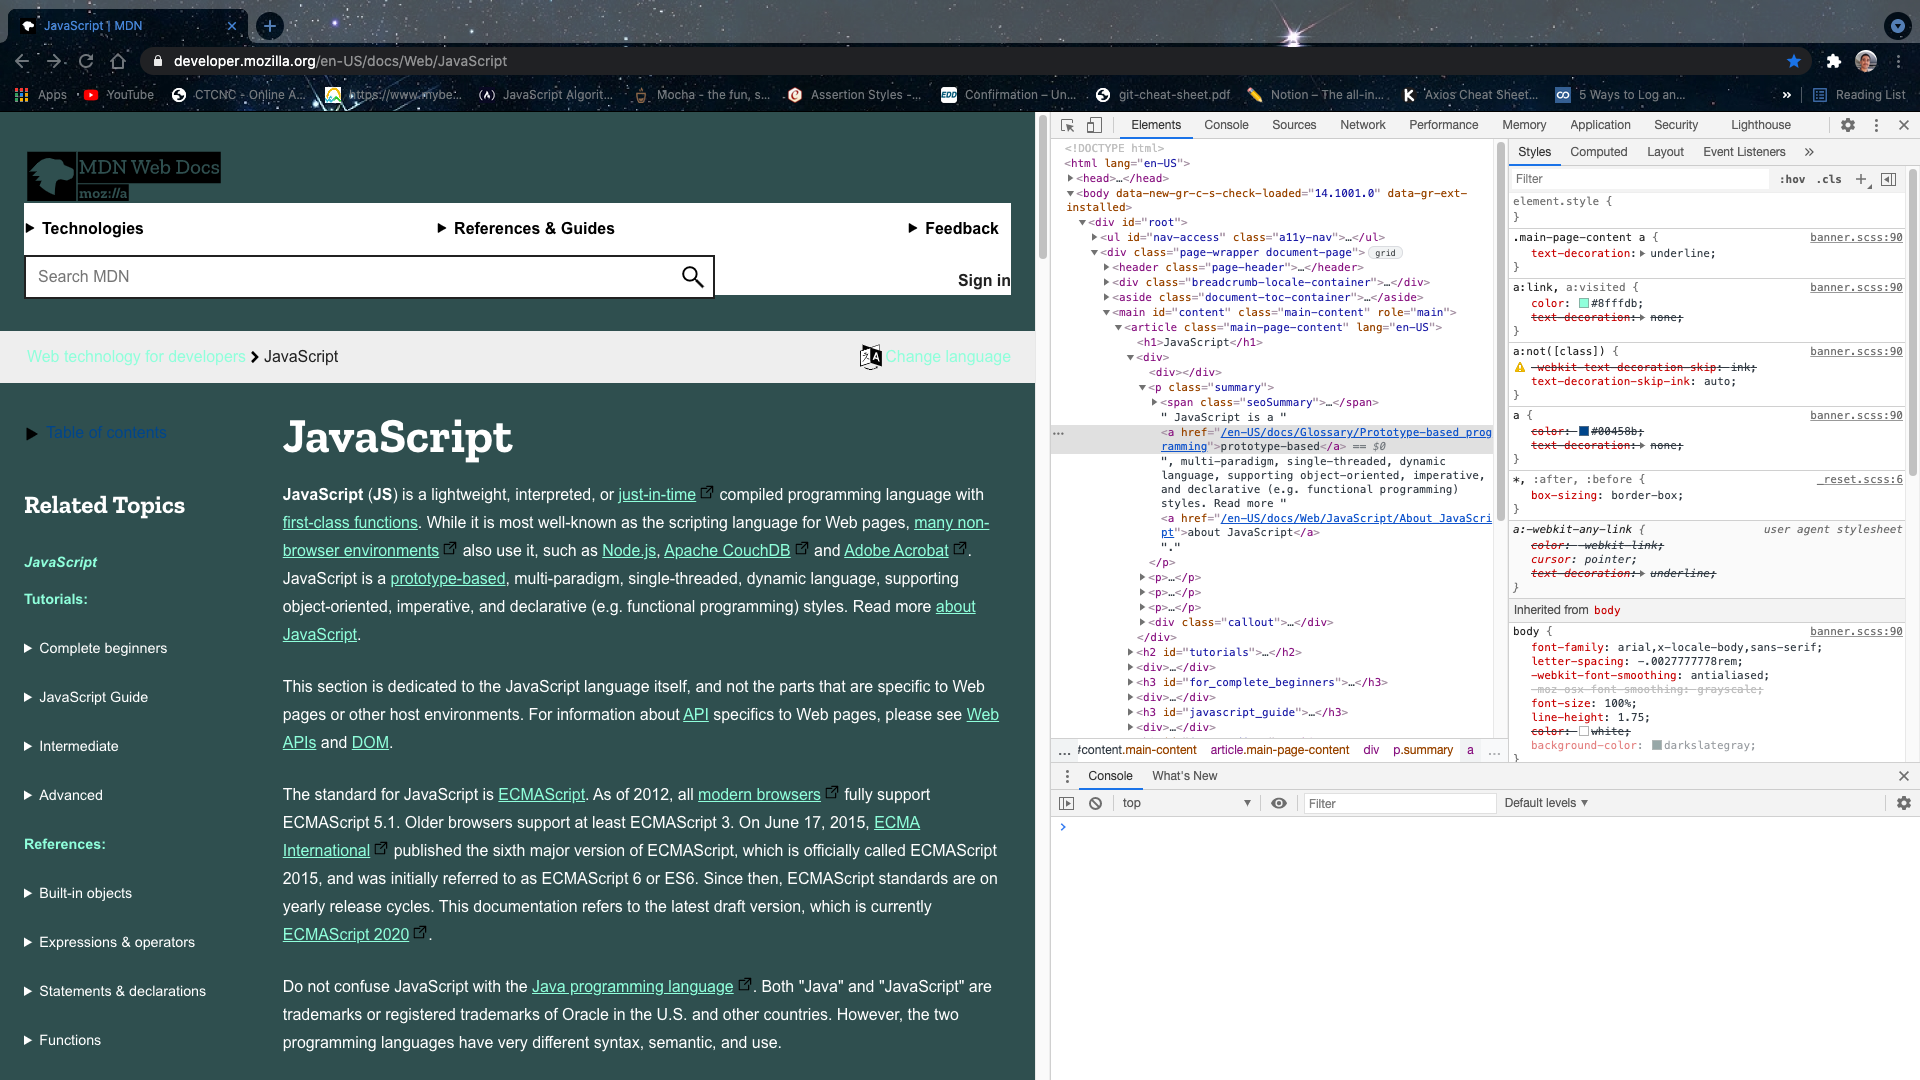 JavaScript | MDN
developer.mozilla.org/en-US/docs/Web/JavaScript
Apps
YouTube
CTCNC - Online A...
https://www.mybe...
JavaScript Algorit...
Mocha - the fun, s...
Assertion Styles -...
Confirmation – Un...
git-cheat-sheet.pdf
Notion – The all-in...
Axios Cheat Sheet...
5 Ways to Log an...
»
Reading List
MDN Web Docs
moz://a
Technologies
References & Guides
Feedback
Search MDN
Sign in
Web technology for developers
JavaScript
Change language
Table of contents
Related Topics
JavaScript
Tutorials:
Complete beginners
JavaScript Guide
Intermediate
Advanced
References:
Built-in objects
Expressions & operators
Statements & declarations
Functions
JavaScript
JavaScript (JS) is a lightweight, interpreted, or just-in-time compiled programming language with
first-class functions. While it is most well-known as the scripting language for Web pages, many non-
browser environments also use it, such as Node.js, Apache CouchDB and Adobe Acrobat.
JavaScript is a prototype-based, multi-paradigm, single-threaded, dynamic language, supporting
object-oriented, imperative, and declarative (e.g. functional programming) styles. Read more about
JavaScript.
This section is dedicated to the JavaScript language itself, and not the parts that are specific to Web
pages or other host environments. For information about API specifics to Web pages, please see Web
APIs and DOM.
The standard for JavaScript is ECMAScript. As of 2012, all modern browsers fully support
ECMAScript 5.1. Older browsers support at least ECMAScript 3. On June 17, 2015, ECMA
International published the sixth major version of ECMAScript, which is officially called ECMAScript
2015, and was initially referred to as ECMAScript 6 or ES6. Since then, ECMAScript standards are on
yearly release cycles. This documentation refers to the latest draft version, which is currently
ECMAScript 2020.
Do not confuse JavaScript with the Java programming language. Both "Java" and "JavaScript" are
trademarks or registered trademarks of Oracle in the U.S. and other countries. However, the two
programming languages have very different syntax, semantic, and use.
Elements Console Sources Network Performance Memory Application Security Lighthouse
<!DOCTYPE html>
<html lang="en-US">
<head>…</head>
<body data-new-gr-c-s-check-loaded="14.1001.0" data-gr-ext-
installed>
<div id="root">
<ul id="nav-access" class="a11y-nav">…</ul>
<div class="page-wrapper document-page"> grid
<header class="page-header">…</header>
<div class="breadcrumb-locale-container">…</div>
<aside class="document-toc-container">…</aside>
<main id="content" class="main-content" role="main">
<article class="main-page-content" lang="en-US">
<h1>JavaScript</h1>
<div>
<div></div>
<p class="summary">
<span class="seoSummary">…</span>
" JavaScript is a "
<a href="/en-US/docs/Glossary/Prototype-based_prog
ramming">prototype-based</a> == $0
", multi-paradigm, single-threaded, dynamic
language, supporting object-oriented, imperative,
and declarative (e.g. functional programming)
styles. Read more "
<a href="/en-US/docs/Web/JavaScript/About_JavaScri
pt">about JavaScript</a>
"."
</p>
<p>…</p>
<p>…</p>
<p>…</p>
<div class="callout">…</div>
</div>
<h2 id="tutorials">…</h2>
<div>…</div>
<h3 id="for_complete_beginners">…</h3>
<div>…</div>
<h3 id="javascript_guide">…</h3>
<div>…</div>
... #content.main-content article.main-page-content div p.summary a ...
Styles Computed Layout Event Listeners »
Filter :hov .cls +
element.style {
}
.main-page-content a { banner.scss:90
text-decoration: underline;
}
a:link, a:visited { banner.scss:90
color: #8fffdb;
text-decoration: none;
}
a:not([class]) { banner.scss:90
-webkit-text-decoration-skip: ink;
text-decoration-skip-ink: auto;
}
a { banner.scss:90
color: #00458b;
text-decoration: none;
}
*, :after, :before { _reset.scss:6
box-sizing: border-box;
}
a:-webkit-any-link { user agent stylesheet
color: -webkit-link;
cursor: pointer;
text-decoration: underline;
}
Inherited from body
body { banner.scss:90
font-family: arial,x-locale-body,sans-serif;
letter-spacing: -.0027777778rem;
-webkit-font-smoothing: antialiased;
-moz-osx-font-smoothing: grayscale;
font-size: 100%;
line-height: 1.75;
color: white;
background-color: darkslategray;
}
Console What's New
top Filter Default levels